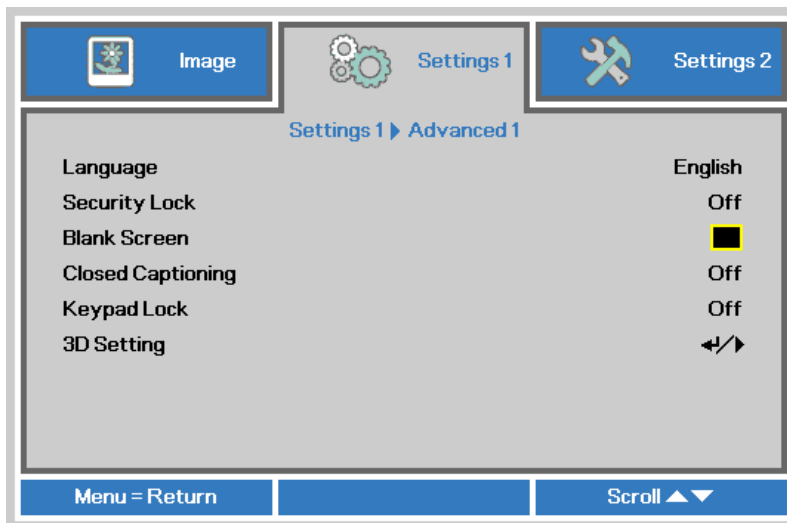 Image
Settings 1
Settings 2
Settings 1 ▶ Advanced 1
Language English
Security Lock Off
Blank Screen
Closed Captioning Off
Keypad Lock Off
3D Setting ↵/▶
Menu = Return
Scroll ▲▼